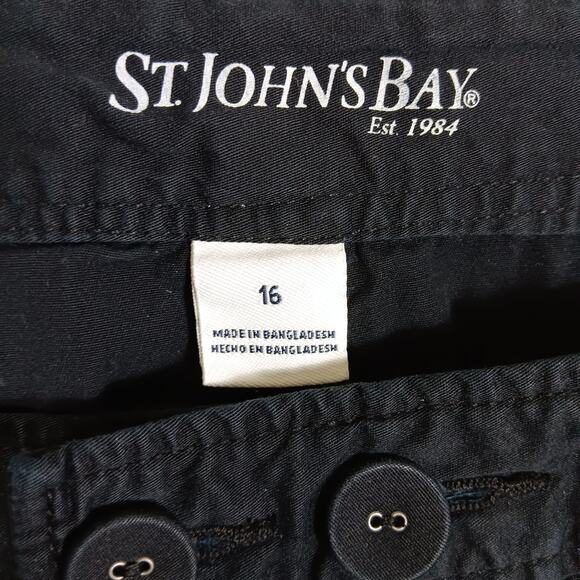 ST. JOHN'S BAY®
Est. 1984
16
MADE IN BANGLADESH
HECHO EN BANGLADESH